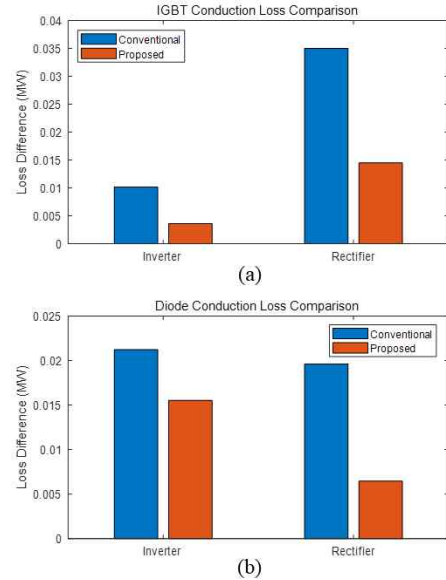 IGBT Conduction Loss Comparison
0.04
0.035
0.03
0.025
0.02
0.015
0.01
0.005
0
Loss Difference (MW)
Conventional
Proposed
Inverter
Rectifier
(a)
Diode Conduction Loss Comparison
0.025
0.02
0.015
0.01
0.005
0
Loss Difference (MW)
Conventional
Proposed
Inverter
Rectifier
(b)